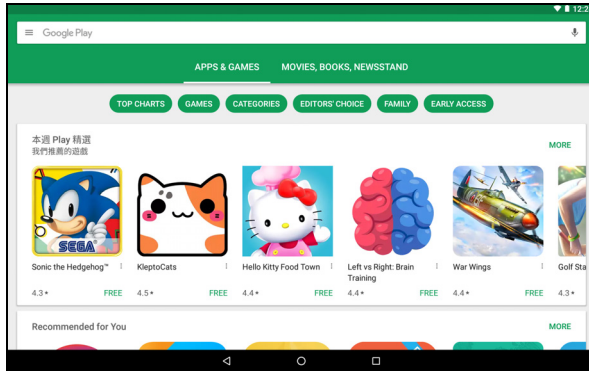 12:2
Google Play
APPS & GAMES
MOVIES, BOOKS, NEWSSTAND
TOP CHARTS
GAMES
CATEGORIES
EDITORS' CHOICE
FAMILY
EARLY ACCESS
本週 Play 精選
我們推薦的遊戲
MORE
SEGA
Sonic the Hedgehog™
4.3★ FREE
KleptoCats
4.5★ FREE
Hello Kitty Food Town
4.4★ FREE
Left vs Right: Brain
Training
4.4★ FREE
War Wings
4.4★ FREE
Golf Sta
4.3★
Recommended for You
MORE